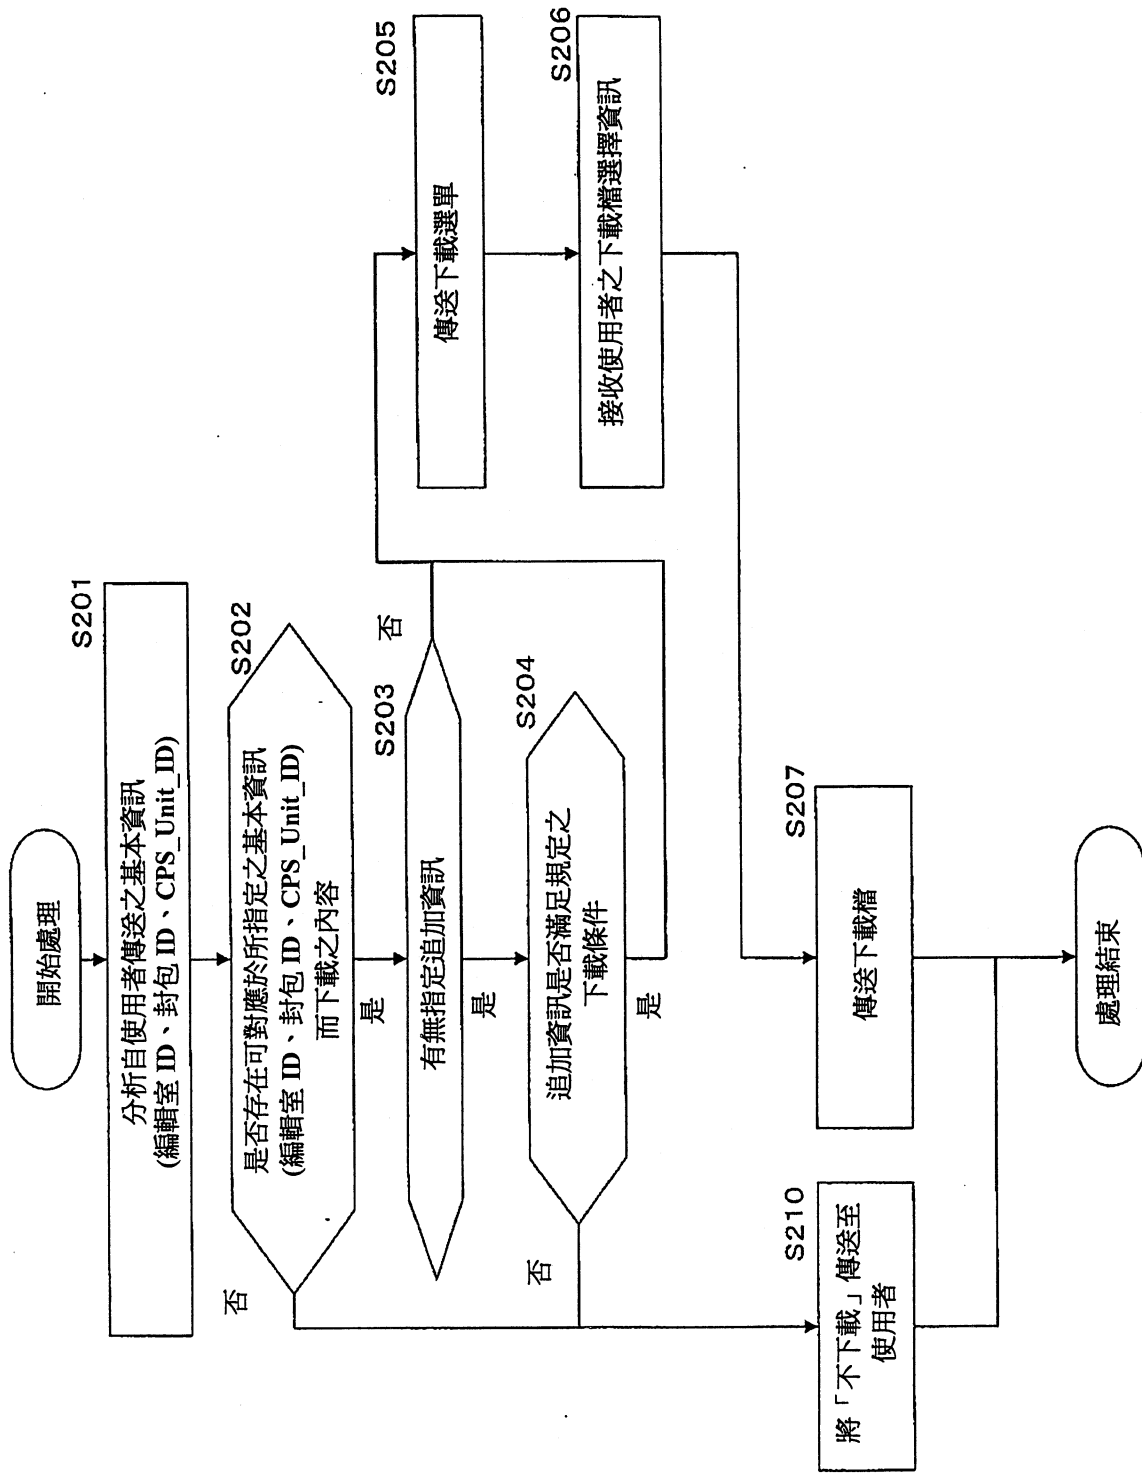 開始處理
S201
分析自使用者傳送之基本資訊
(編輯室 ID、封包 ID、CPS_Unit_ID)
S202
是否存在可對應於所指定之基本資訊
(編輯室 ID、封包 ID、CPS_Unit_ID)
而下載之內容
否
是
S203
有無指定追加資訊
否
是
S204
追加資訊是否滿足規定之
下載條件
否
是
S205
傳送下載選單
S206
接收使用者之下載檔選擇資訊
S207
傳送下載檔
S210
將「不下載」傳送至
使用者
處理結束